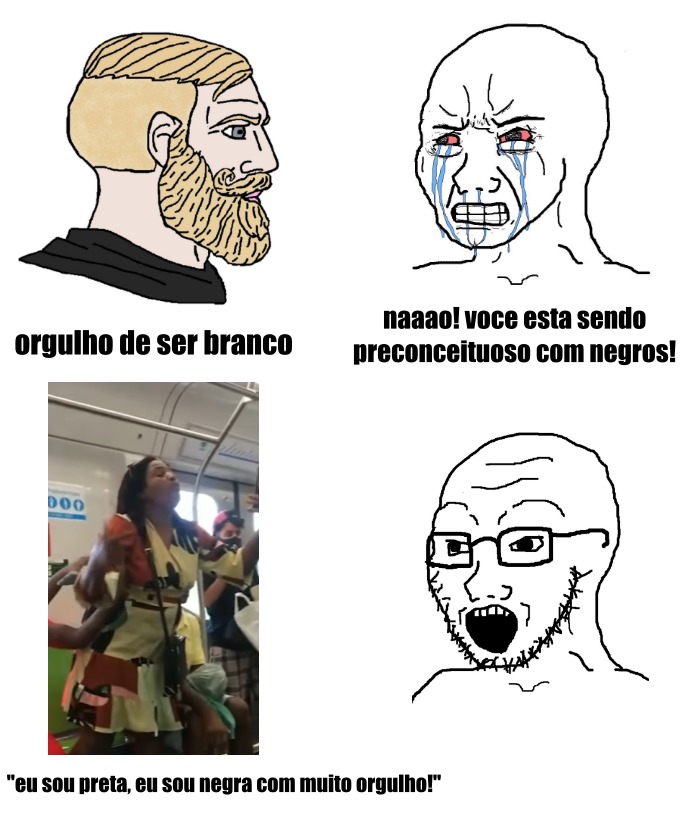 orgulho de ser branco
naaao! voce esta sendo
preconceituoso com negros!
"eu sou preta, eu sou negra com muito orgulho!"